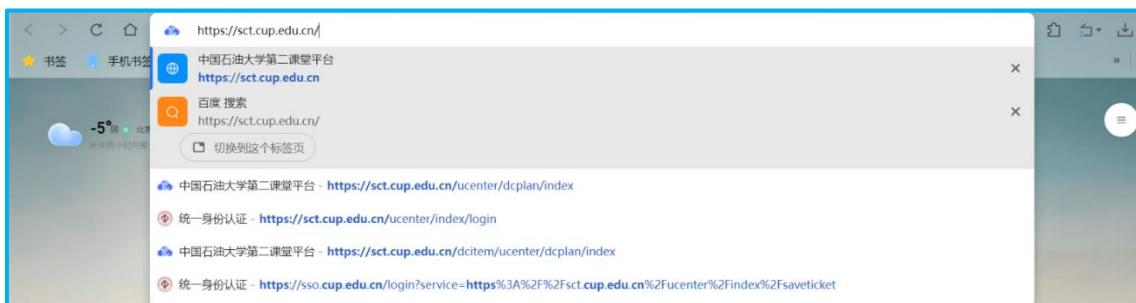 https://sct.cup.edu.cn/
书签 手机书签
中国石油大学第二课堂平台
https://sct.cup.edu.cn
百度 搜索
https://sct.cup.edu.cn/
-5°阴
切换到这个标签页
中国石油大学第二课堂平台 - https://sct.cup.edu.cn/ucenter/dcplan/index
统一身份认证 - https://sct.cup.edu.cn/ucenter/index/login
中国石油大学第二课堂平台 - https://sct.cup.edu.cn/dcitem/ucenter/dcplan/index
统一身份认证 - https://sso.cup.edu.cn/login?service=https%3A%2F%2Fsct.cup.edu.cn%2Fucenter%2Findex%2Fsaveticket